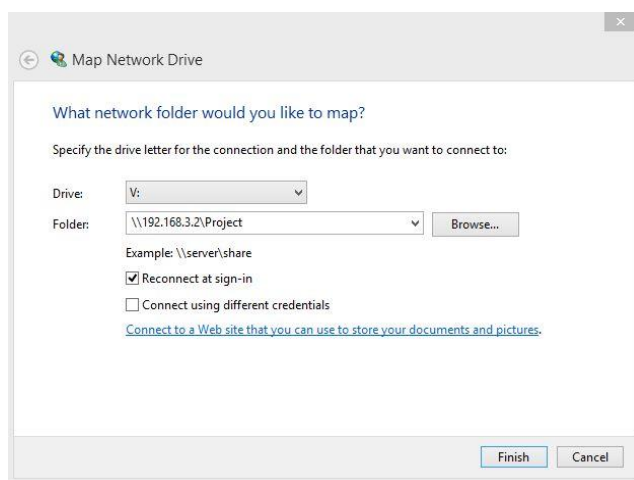 Map Network Drive
What network folder would you like to map?
Specify the drive letter for the connection and the folder that you want to connect to:
Drive: V:
Folder: \\192.168.3.2\Project Browse...
Example: \\server\share
Reconnect at sign-in
Connect using different credentials
Connect to a Web site that you can use to store your documents and pictures.
Finish Cancel